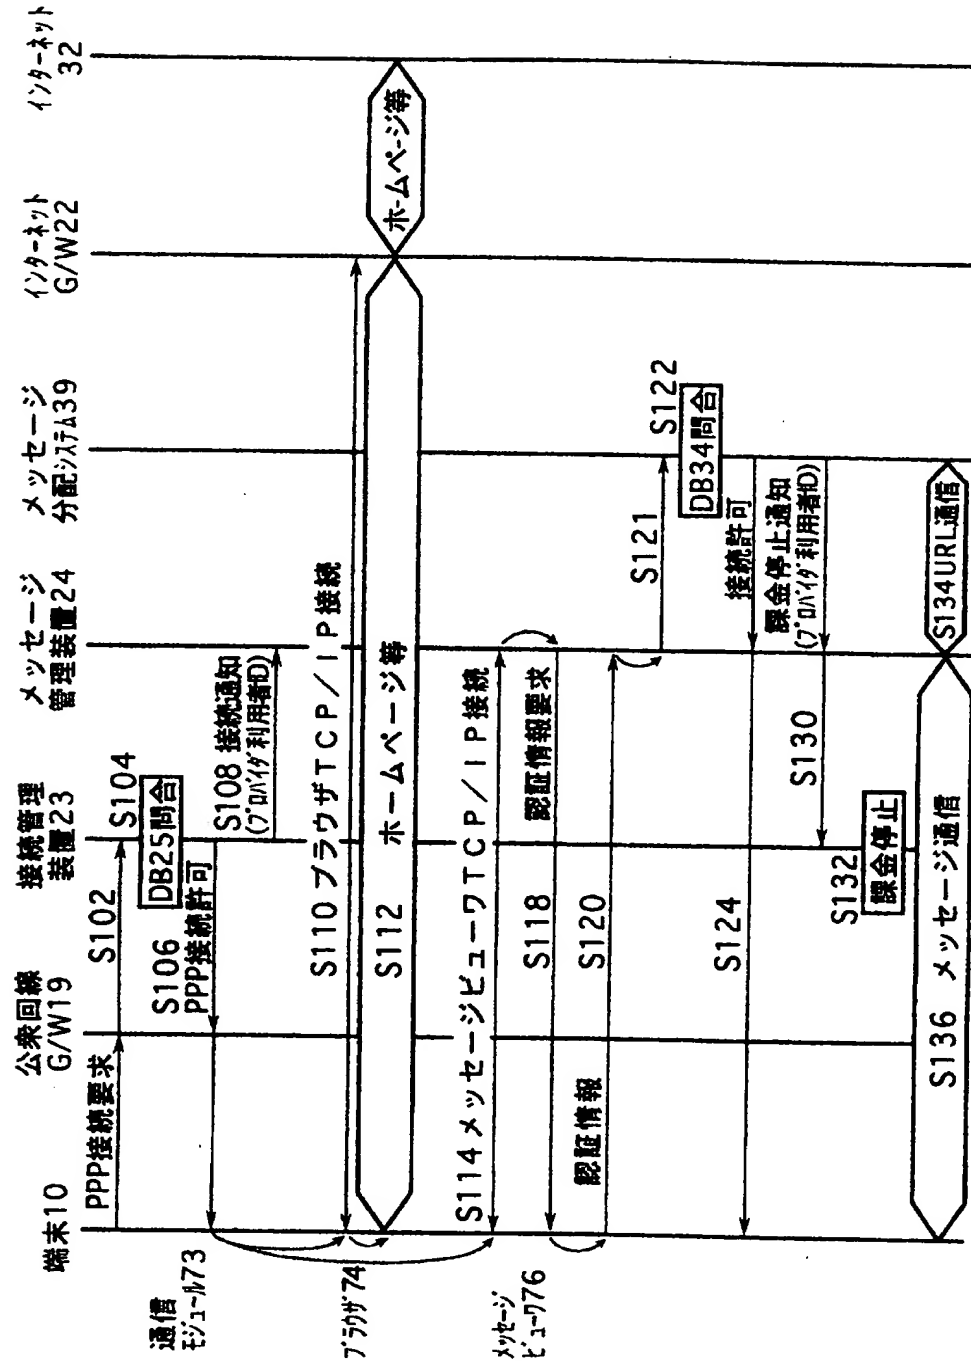 端末10
公衆回線
G/W19
接続管理
装置23
メッセージ
管理装置24
メッセージ
分配システム39
インターネット
G/W22
インターネット
32
通信
モジュール73
PPP接続要求
S102
S104
DB25問合
S106
PPP接続許可
S108 接続通知
(プロバイダ利用者ID)
ブラウザ74
S110 ブラウザTCP/IP接続
S112 ホームページ等
ホームページ等
メッセージ
ビューワ76
S114 メッセージビューワTCP/IP接続
S118
認証情報要求
認証情報
S120
S121
S122
DB34問合
S124
接続許可
課金停止通知
(プロバイダ利用者ID)
S130
S132
課金停止
S134URL通信
S136 メッセージ通信